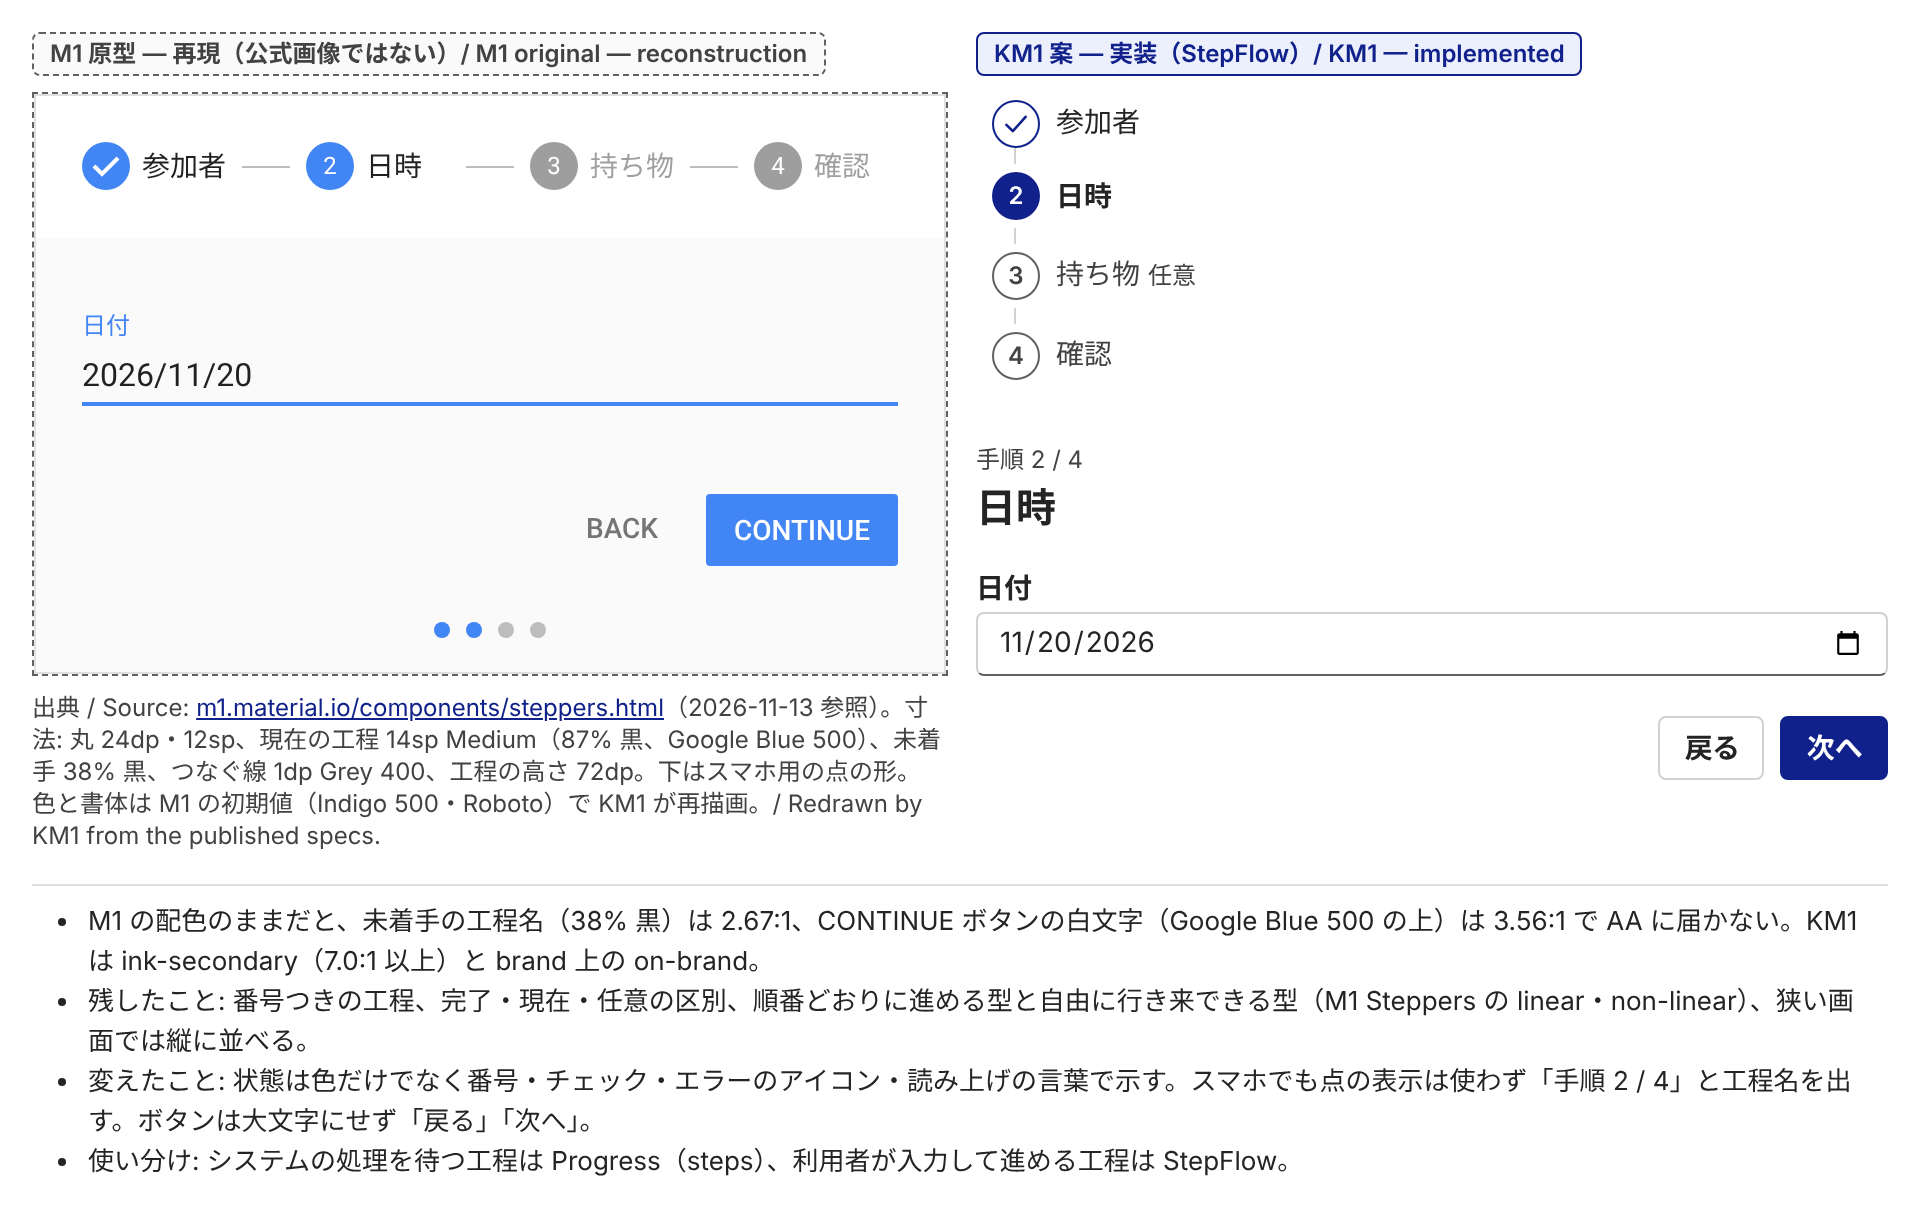 M1 原型 — 再現（公式画像ではない）/ M1 original — reconstruction
参加者
2 日時
3 持ち物
4 確認
日付
2026/11/20
BACK
CONTINUE
出典 / Source: m1.material.io/components/steppers.html（2026-11-13 参照）。寸
法: 丸 24dp・12sp、現在の工程 14sp Medium（87% 黒、Google Blue 500）、未着
手 38% 黒、つなぐ線 1dp Grey 400、工程の高さ 72dp。下はスマホ用の点の形。
色と書体は M1 の初期値（Indigo 500・Roboto）で KM1 が再描画。/ Redrawn by
KM1 from the published specs.
KM1 案 — 実装（StepFlow）/ KM1 — implemented
参加者
2 日時
3 持ち物 任意
4 確認
手順 2 / 4
日時
日付
11/20/2026
戻る
次へ
M1 の配色のままだと、未着手の工程名（38% 黒）は 2.67:1、CONTINUE ボタンの白文字（Google Blue 500 の上）は 3.56:1 で AA に届かない。KM1
は ink-secondary（7.0:1 以上）と brand 上の on-brand。
残したこと: 番号つきの工程、完了・現在・任意の区別、順番どおりに進める型と自由に行き来できる型（M1 Steppers の linear・non-linear）、狭い画
面では縦に並べる。
変えたこと: 状態は色だけでなく番号・チェック・エラーのアイコン・読み上げの言葉で示す。スマホでも点の表示は使わず「手順 2 / 4」と工程名を出
す。ボタンは大文字にせず「戻る」「次へ」。
使い分け: システムの処理を待つ工程は Progress（steps）、利用者が入力して進める工程は StepFlow。